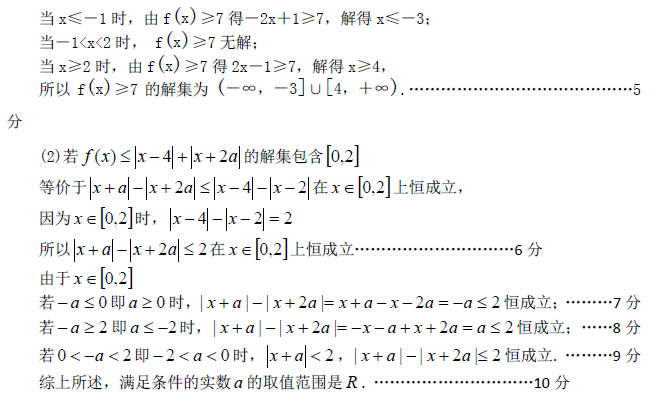 当x≤-1时，由f(x)≥7得-2x+1≥7，解得x≤-3；
当-1<x<2时， f(x)≥7无解；
当x≥2时，由f(x)≥7得2x-1≥7，解得x≥4，
所以f(x)≥7 的解集为（-∞，-3]∪[4，+∞）.………………………………………5
分
(2)若 f(x)≤|x-4|+|x+2a| 的解集包含[0,2]
等价于|x+a|-|x+2a|≤|x-4|-|x-2|在x∈[0,2]上恒成立，
因为x∈[0,2]时，|x-4|-|x-2|=2
所以|x+a|-|x+2a|≤2在x∈[0,2]上恒成立…………………………6 分
由于x∈[0,2]
若-a≤0即a≥0时，|x+a|-|x+2a|=x+a-x-2a=-a≤2恒成立；………7 分
若-a≥2即a≤-2时，|x+a|-|x+2a|=-x-a+x+2a=a≤2恒成立；……8 分
若0<-a<2即-2<a<0时，|x+a|<2，|x+a|-|x+2a|≤2恒成立. ………9 分
综上所述，满足条件的实数a的取值范围是R. …………………………10 分